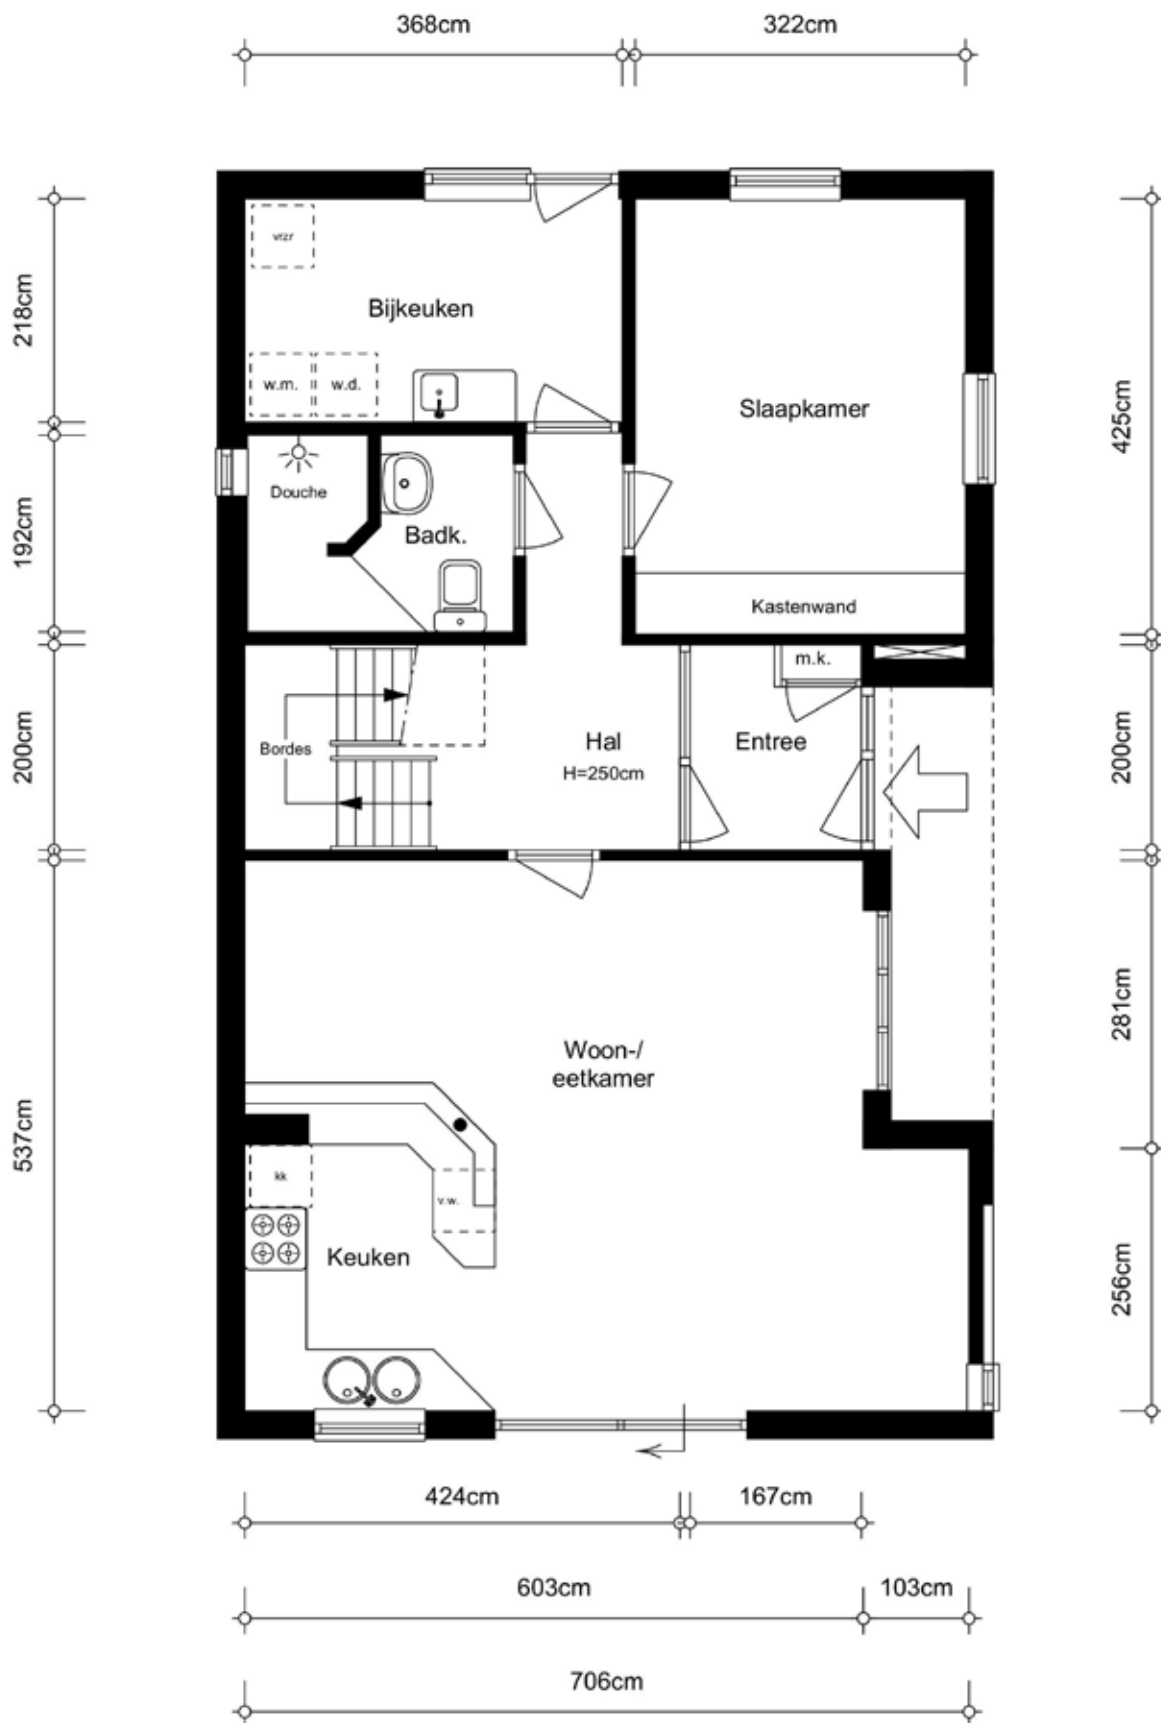 368cm
322cm
vrzr
218cm
Bijkeuken
w.m.
w.d.
Slaapkamer
425cm
Douche
192cm
Badk.
Kastenwand
m.k.
200cm
Bordes
Hal
H=250cm
Entree
200cm
281cm
Woon-/
eetkamer
537cm
kk
v.w.
Keuken
256cm
424cm
167cm
603cm
103cm
706cm